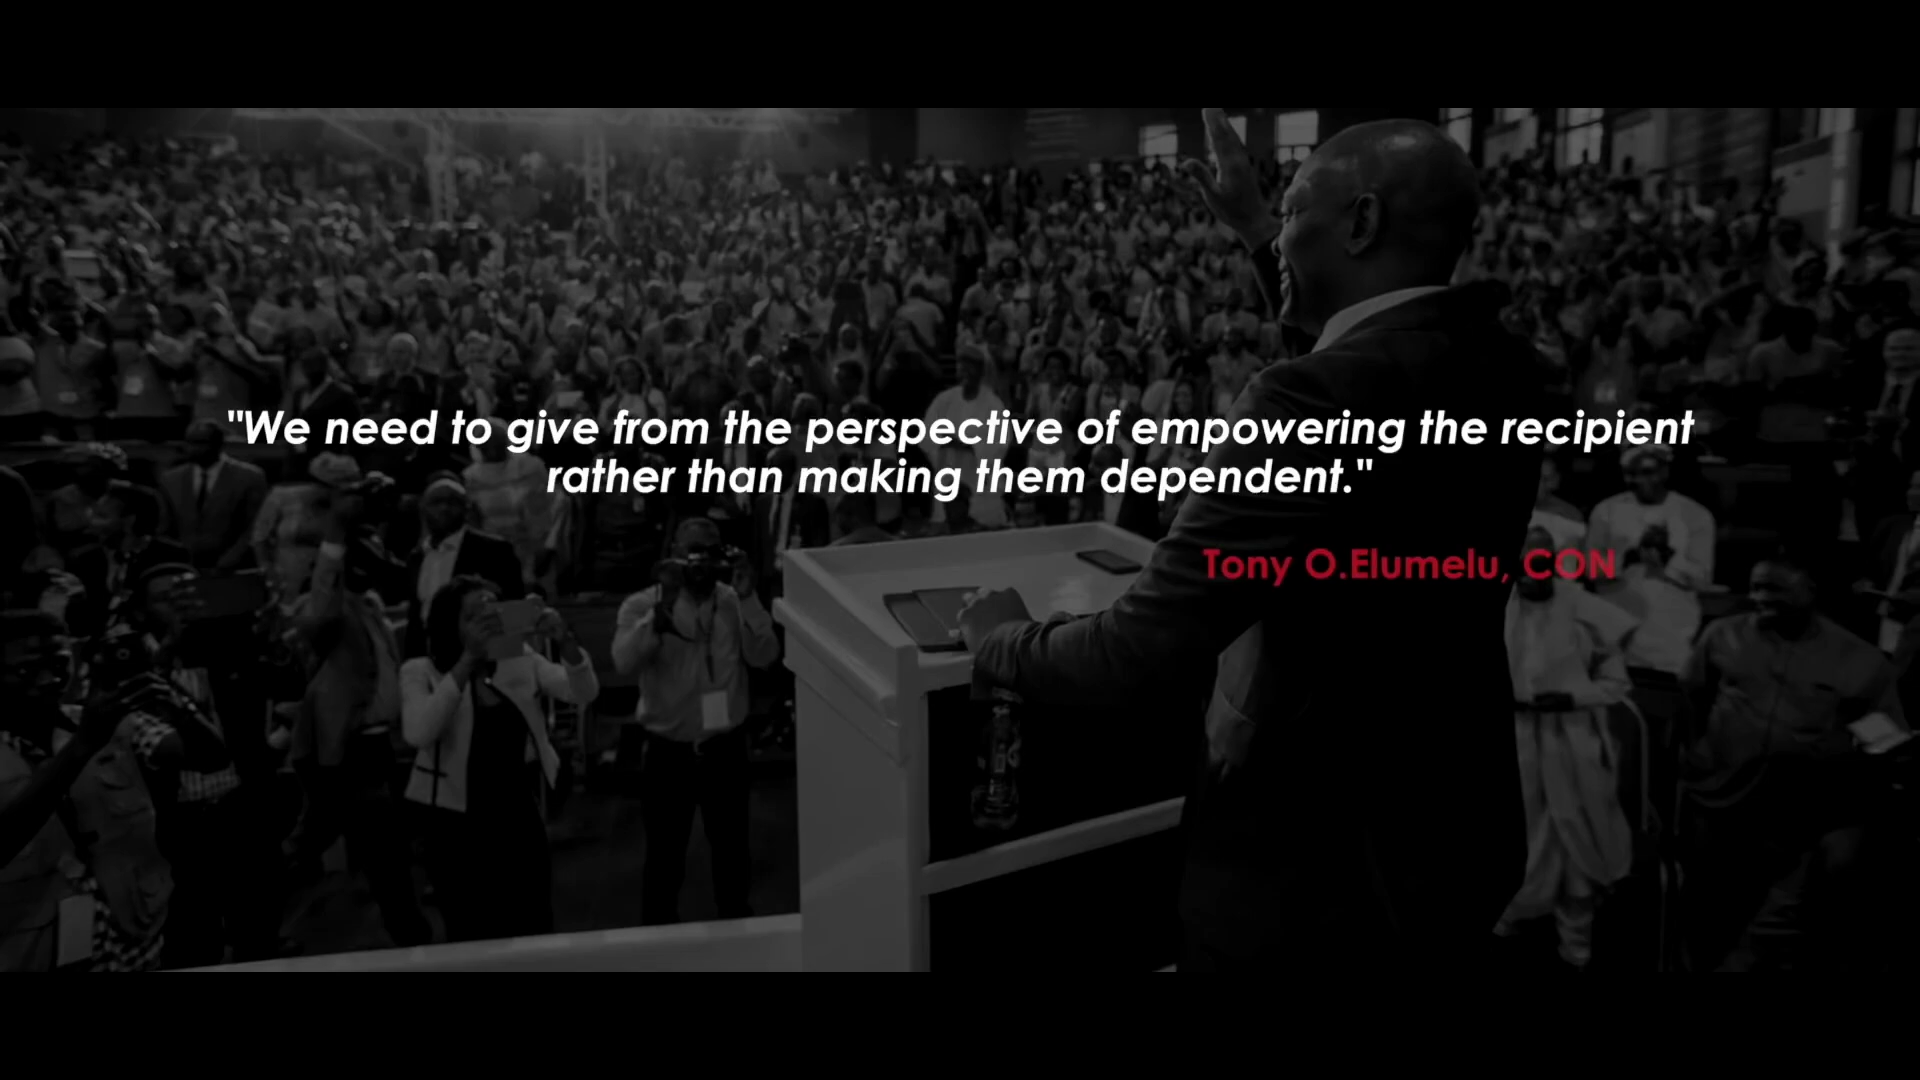 "We need to give from the perspective of empowering the recipient
rather than making them dependent."
Tony O.Elumelu, CON